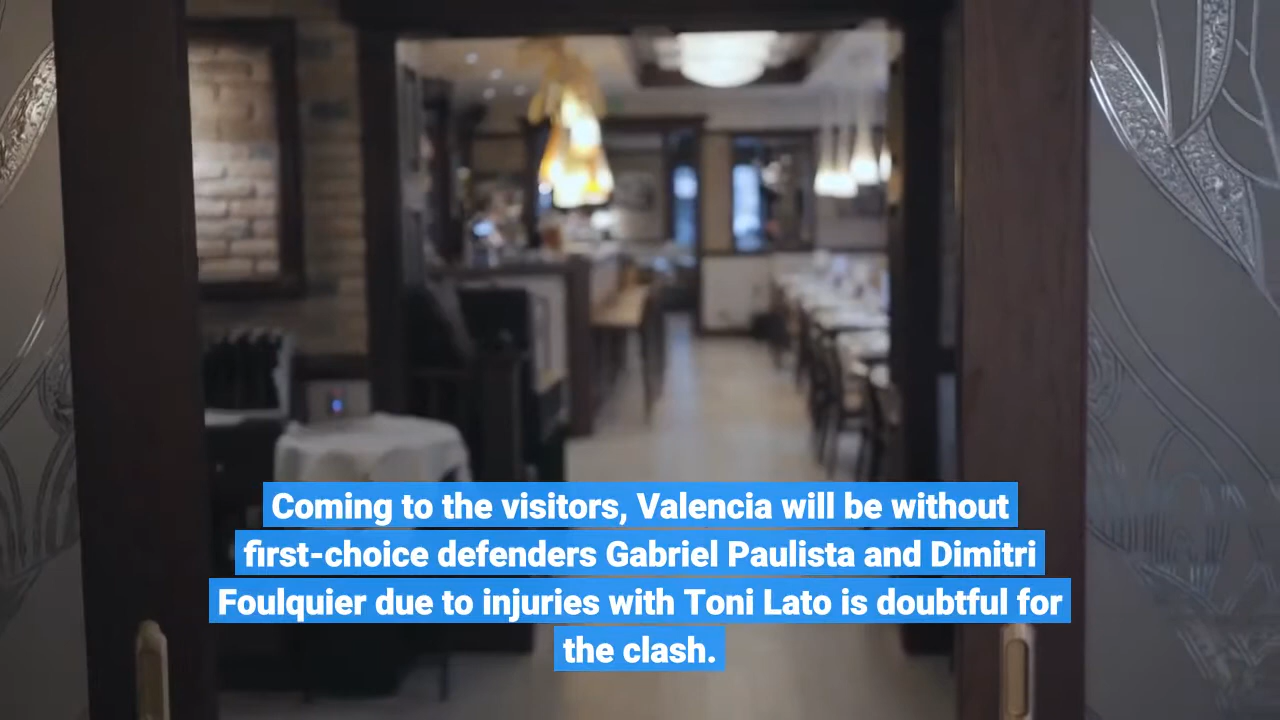 Coming to the visitors, Valencia will be without
first-choice defenders Gabriel Paulista and Dimitri
Foulquier due to injuries with Toni Lato is doubtful for
the clash.